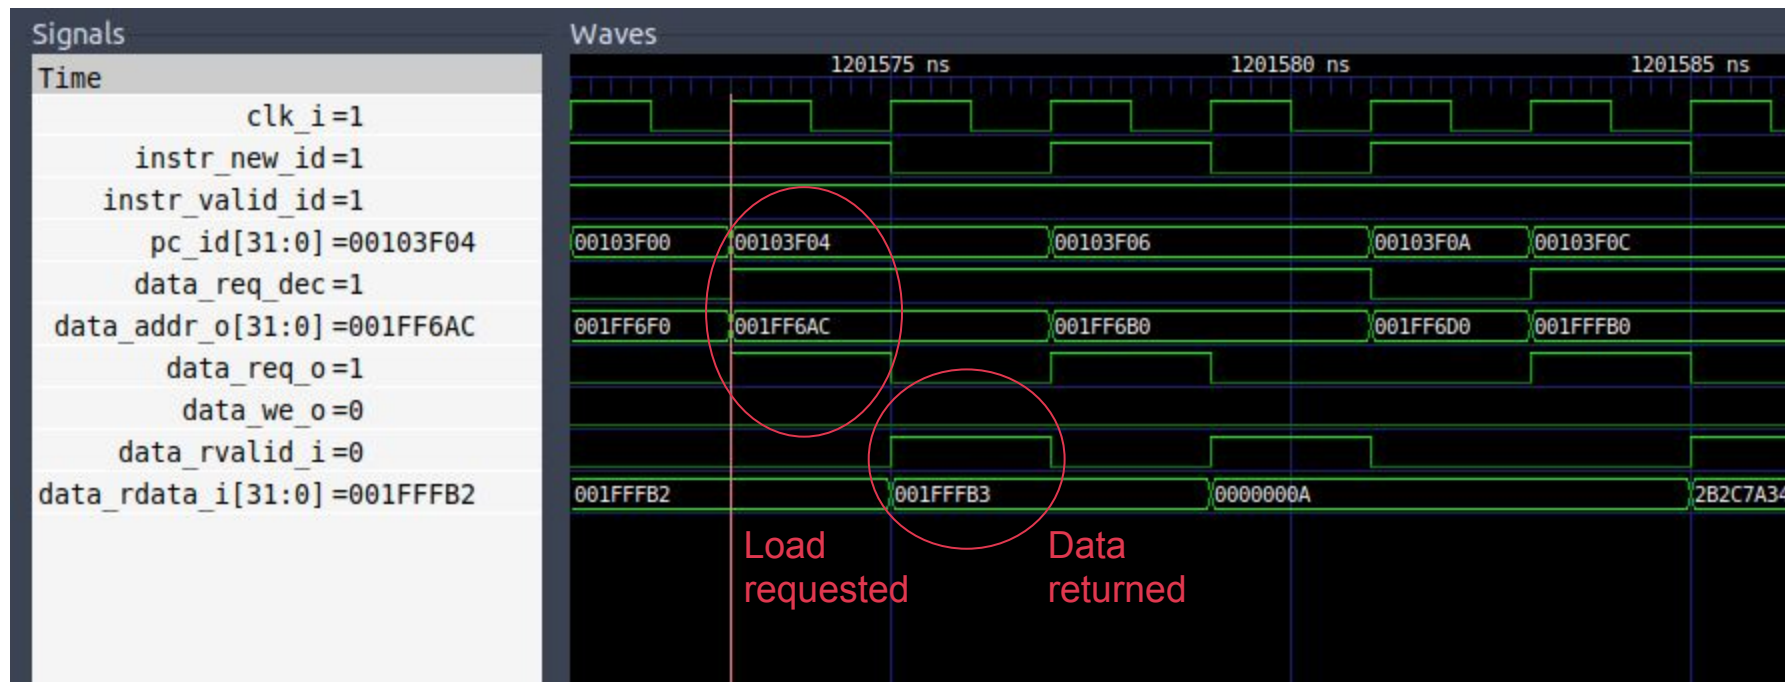 Signals
Waves
Time
1201575 ns 1201580 ns 1201585 ns
clk_i=1
instr_new_id=1
instr_valid_id=1
pc_id[31:0]=00103F04 00103F00 00103F04 00103F06 00103F0A 00103F0C
data_req_dec=1
data_addr_o[31:0]=001FF6AC 001FF6F0 001FF6AC 001FF6B0 001FF6D0 001FFFB0
data_req_o=1
data_we_o=0
data_rvalid_i=0
data_rdata_i[31:0]=001FFFB2 001FFFB2 001FFFB3 0000000A 2B2C7A34
Load
requested
Data
returned